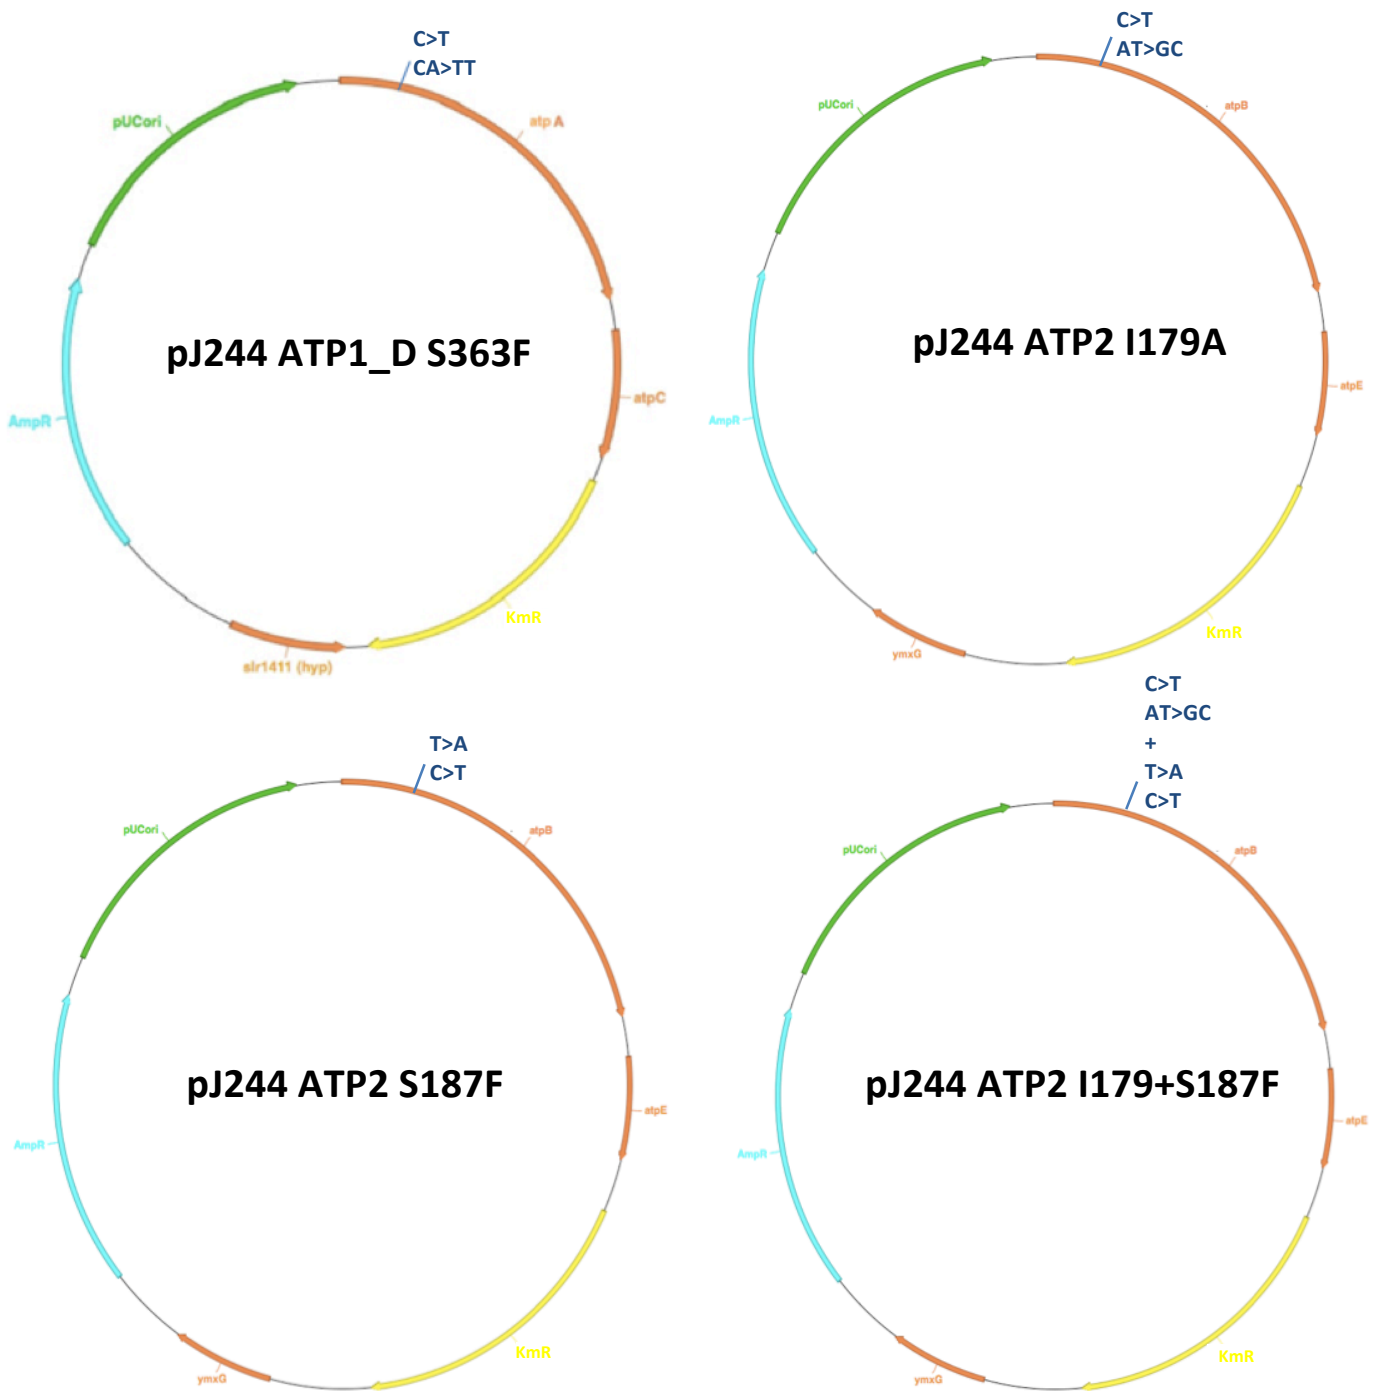 C>T
CA>TT
pUCori
atp A
pJ244 ATP1_D S363F
atpC
AmpR
KmR
slr1411 (hyp)
C>T
AT>GC
pUCori
atpB
pJ244 ATP2 I179A
atpE
AmpR
KmR
ymxG
T>A
C>T
pUCori
atpB
pJ244 ATP2 S187F
atpE
AmpR
KmR
ymxG
C>T
AT>GC
+
T>A
C>T
pUCori
atpB
pJ244 ATP2 I179+S187F
atpE
AmpR
KmR
ymxG